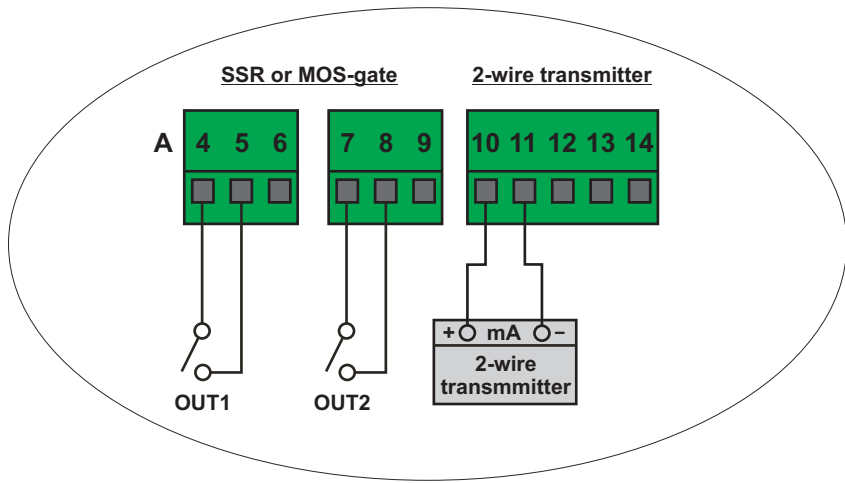 SSR or MOS-gate
2-wire transmitter
A 4 5 6 7 8 9 10 11 12 13 14
+ mA −
2-wire
transmmitter
OUT1 OUT2